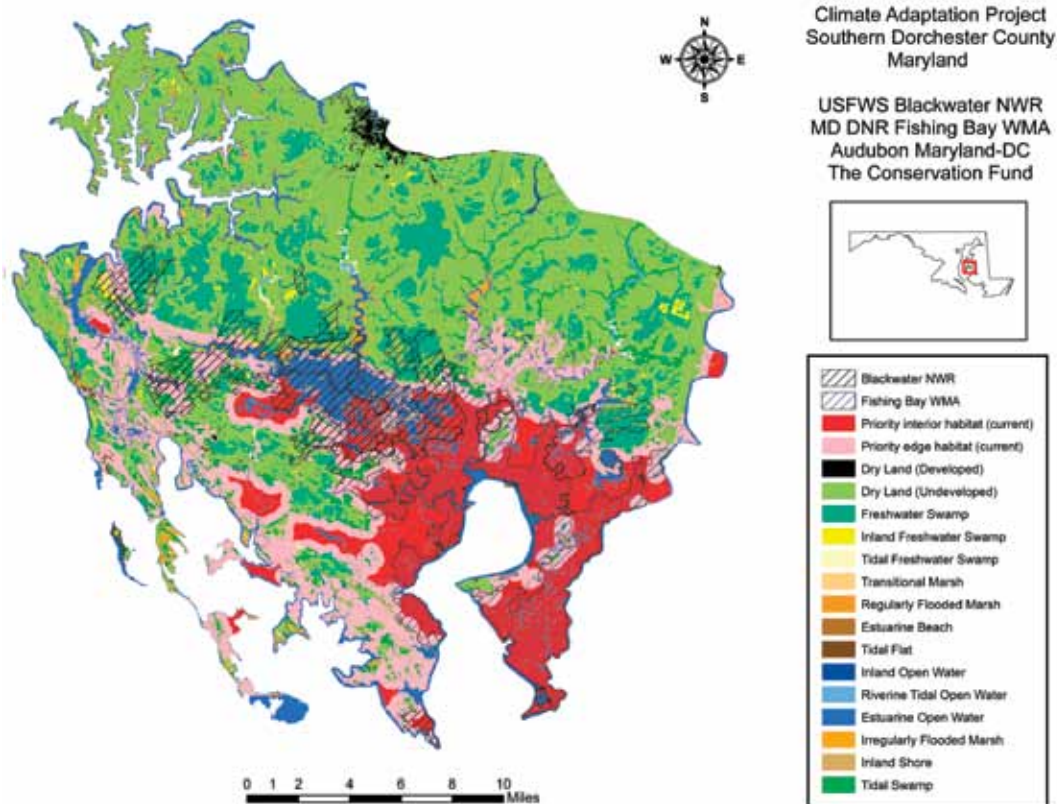 N
W E
S
Climate Adaptation Project
Southern Dorchester County
Maryland
USFWS Blackwater NWR
MD DNR Fishing Bay WMA
Audubon Maryland-DC
The Conservation Fund
Blackwater NWR
Fishing Bay WMA
Priority interior habitat (current)
Priority edge habitat (current)
Dry Land (Developed)
Dry Land (Undeveloped)
Freshwater Swamp
Inland Freshwater Swamp
Tidal Freshwater Swamp
Transitional Marsh
Regularly Flooded Marsh
Estuarine Beach
Tidal Flat
Inland Open Water
Riverine Tidal Open Water
Estuarine Open Water
Irregularly Flooded Marsh
Inland Shore
Tidal Swamp
0 1 2 4 6 8 10
Miles